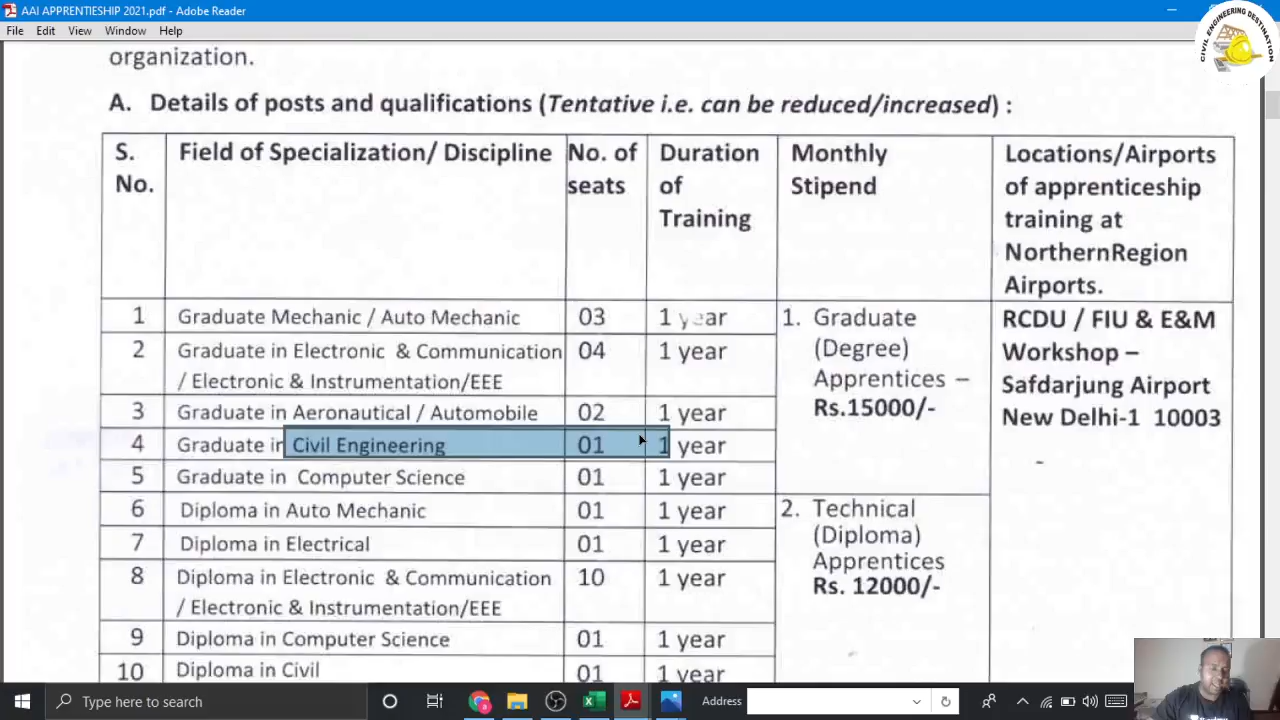 AAI APPRENTIESHIP 2021.pdf - Adobe Reader
File Edit View Window Help
CIVIL ENGINEERING DESTINATION
organization.
A. Details of posts and qualifications (Tentative i.e. can be reduced/increased) :
S. No. Field of Specialization/ Discipline No. of seats Duration of Training Monthly Stipend Locations/Airports of apprenticeship training at NorthernRegion Airports.
1 Graduate Mechanic / Auto Mechanic 03 1 year
2 Graduate in Electronic & Communication 04 1 year
/ Electronic & Instrumentation/EEE
3 Graduate in Aeronautical / Automobile 02 1 year
4 Graduate in Civil Engineering 01 1 year
5 Graduate in Computer Science 01 1 year
6 Diploma in Auto Mechanic 01 1 year
7 Diploma in Electrical 01 1 year
8 Diploma in Electronic & Communication 10 1 year
/ Electronic & Instrumentation/EEE
9 Diploma in Computer Science 01 1 year
10 Diploma in Civil 01 1 year
1. Graduate
(Degree)
Apprentices –
Rs.15000/-
2. Technical
(Diploma)
Apprentices
Rs. 12000/-
RCDU / FIU & E&M
Workshop –
Safdarjung Airport
New Delhi-1 10003
Type here to search
Address